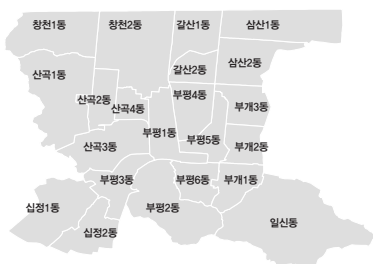 창천1동
창천2동
갈산1동
삼산1동
산곡1동
갈산2동
삼산2동
산곡2동
산곡4동
부평4동
부개3동
부평1동
부평5동
산곡3동
부개2동
부평3동
부평6동
부개1동
십정1동
부평2동
십정2동
일신동